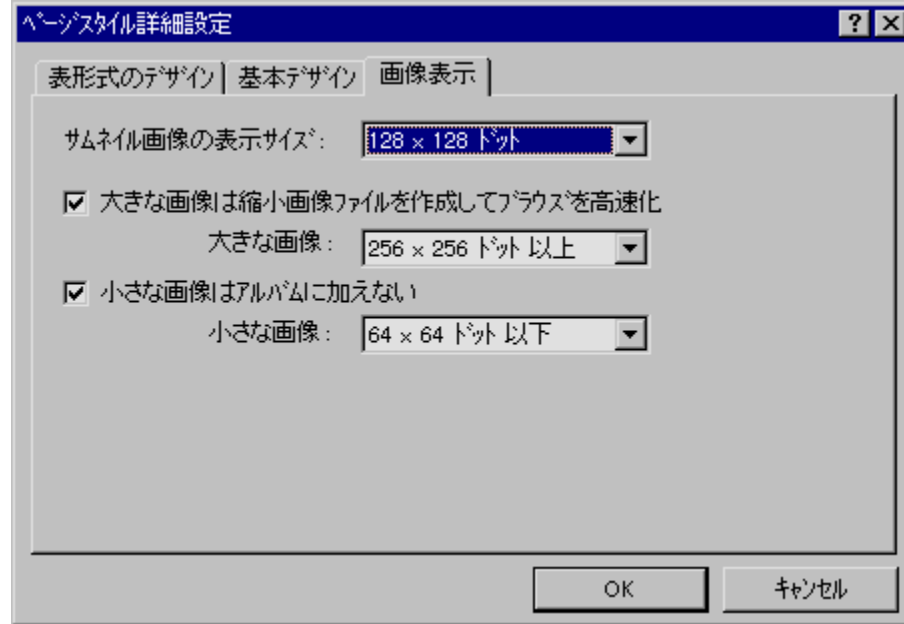 ﾍﾟｰｼﾞｽﾀｲﾙ詳細設定
表形式のﾃﾞｻﾞｲﾝ 基本ﾃﾞｻﾞｲﾝ 画像表示
ｻﾑﾈｲﾙ画像の表示ｻｲｽﾞ: 128 × 128 ﾄﾞｯﾄ
大きな画像は縮小画像ﾌｧｲﾙを作成してﾌﾞﾗｳｽﾞを高速化
大きな画像: 256 × 256 ﾄﾞｯﾄ 以上
小さな画像はｱﾙﾊﾞﾑに加えない
小さな画像: 64 × 64 ﾄﾞｯﾄ 以下
OK ｷｬﾝｾﾙ